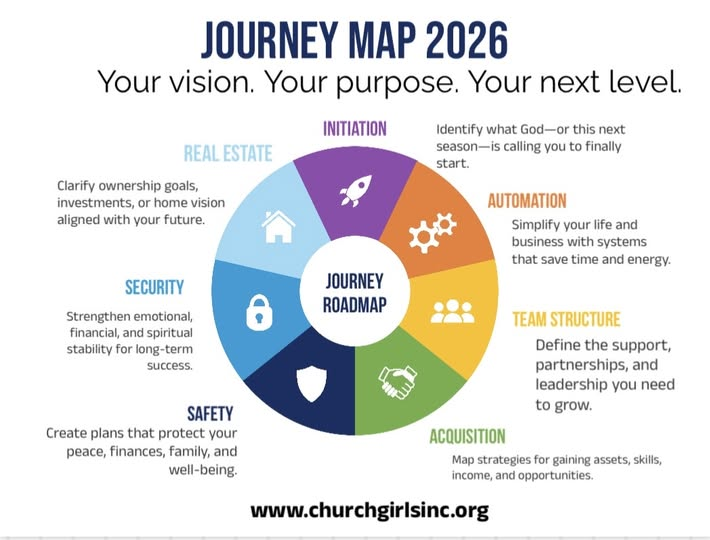 JOURNEY MAP 2026
Your vision. Your purpose. Your next level.
INITIATION
Identify what God—or this next
season—is calling you to finally
start.
AUTOMATION
Simplify your life and
business with systems
that save time and energy.
TEAM STRUCTURE
Define the support,
partnerships, and
leadership you need
to grow.
ACQUISITION
Map strategies for gaining assets, skills,
income, and opportunities.
SAFETY
Create plans that protect your
peace, finances, family, and
well-being.
SECURITY
Strengthen emotional,
financial, and spiritual
stability for long-term
success.
REAL ESTATE
Clarify ownership goals,
investments, or home vision
aligned with your future.
JOURNEY
ROADMAP
www.churchgirlsinc.org